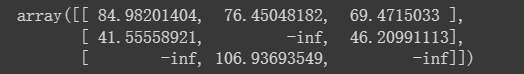 array([[ 84.98201404,  76.45048182,  69.4715033 ],
       [ 41.55558921,         -inf,  46.20991113],
       [        -inf, 106.93693549,         -inf]])